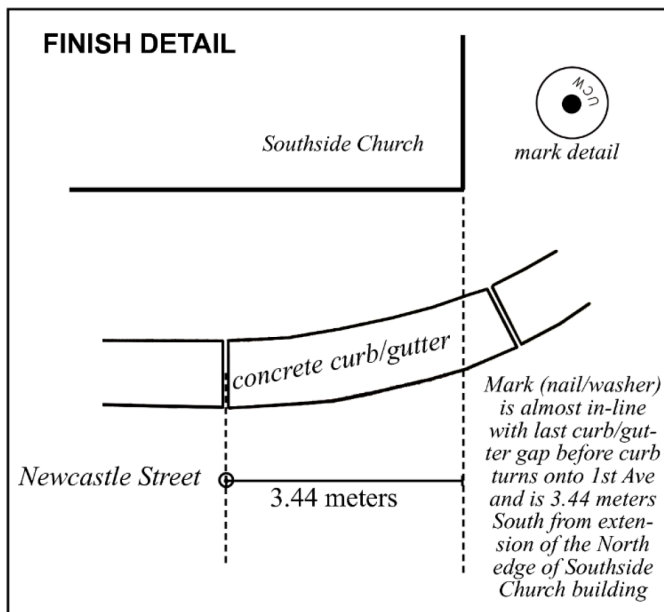 FINISH DETAIL
UCW
Southside Church
mark detail
concrete curb/gutter
Mark (nail/washer)
is almost in-line
with last curb/gut-
ter gap before curb
turns onto 1st Ave
and is 3.44 meters
South from exten-
sion of the North
edge of Southside
Church building
Newcastle Street
3.44 meters